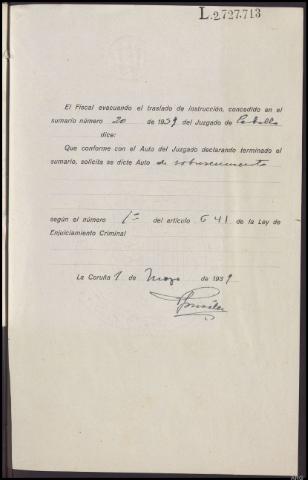 L.2727.713
El Fiscal evacuando el traslado de instrucción, concedido en el
sumario número 20 de 1939 del Juzgado de Carballo
dice:
Que conforme con el Auto del Juzgado declarando terminado el
sumario, solicita se dicte Auto de sobreseimiento
según el número 1º del artículo 641 de la Ley de
Enjuiciamiento Criminal
La Coruña 1 de Mayo de 1939